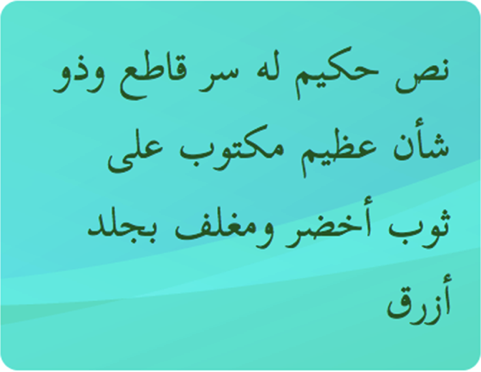 نص حكيم له سر قاطع وذو
شأن عظيم مكتوب على
ثوب أخضر ومغلف بجلد
أزرق